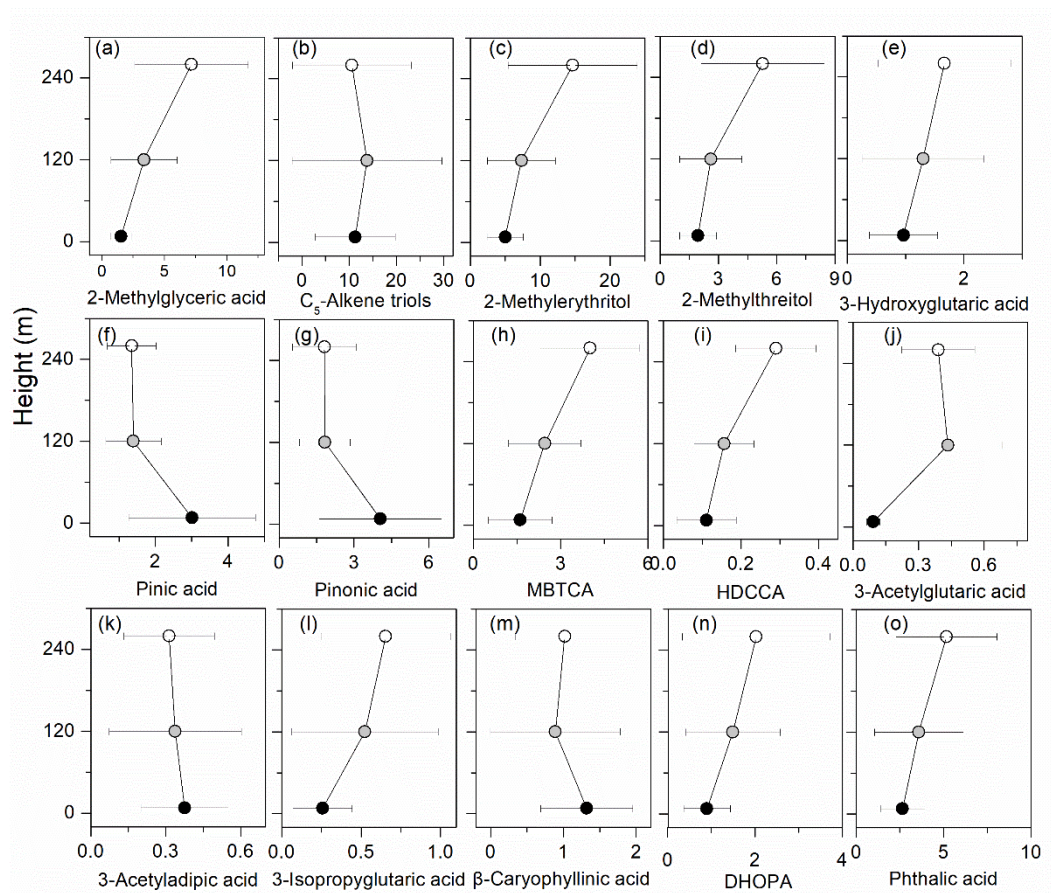 (a) (b) (c) (d) (e)
240
120
0
0 5 10 0 10 20 30 0 10 20 0 3 6 9 0 1 2
2-Methylglyceric acid C5-Alkene triols 2-Methylerythritol 2-Methylthreitol 3-Hydroxyglutaric acid
Height (m)
(f) (g) (h) (i) (j)
240
120
0
2 4 0 3 6 0 3 6 0.0 0.2 0.4 0.0 0.3 0.6
Pinic acid Pinonic acid MBTCA HDCCA 3-Acetylglutaric acid
(k) (l) (m) (n) (o)
240
120
0
0.0 0.3 0.6 0.0 0.5 1.0 0 1 2 0 2 4 0 5 10
3-Acetyladipic acid 3-Isopropyglutaric acid β-Caryophyllinic acid DHOPA Phthalic acid